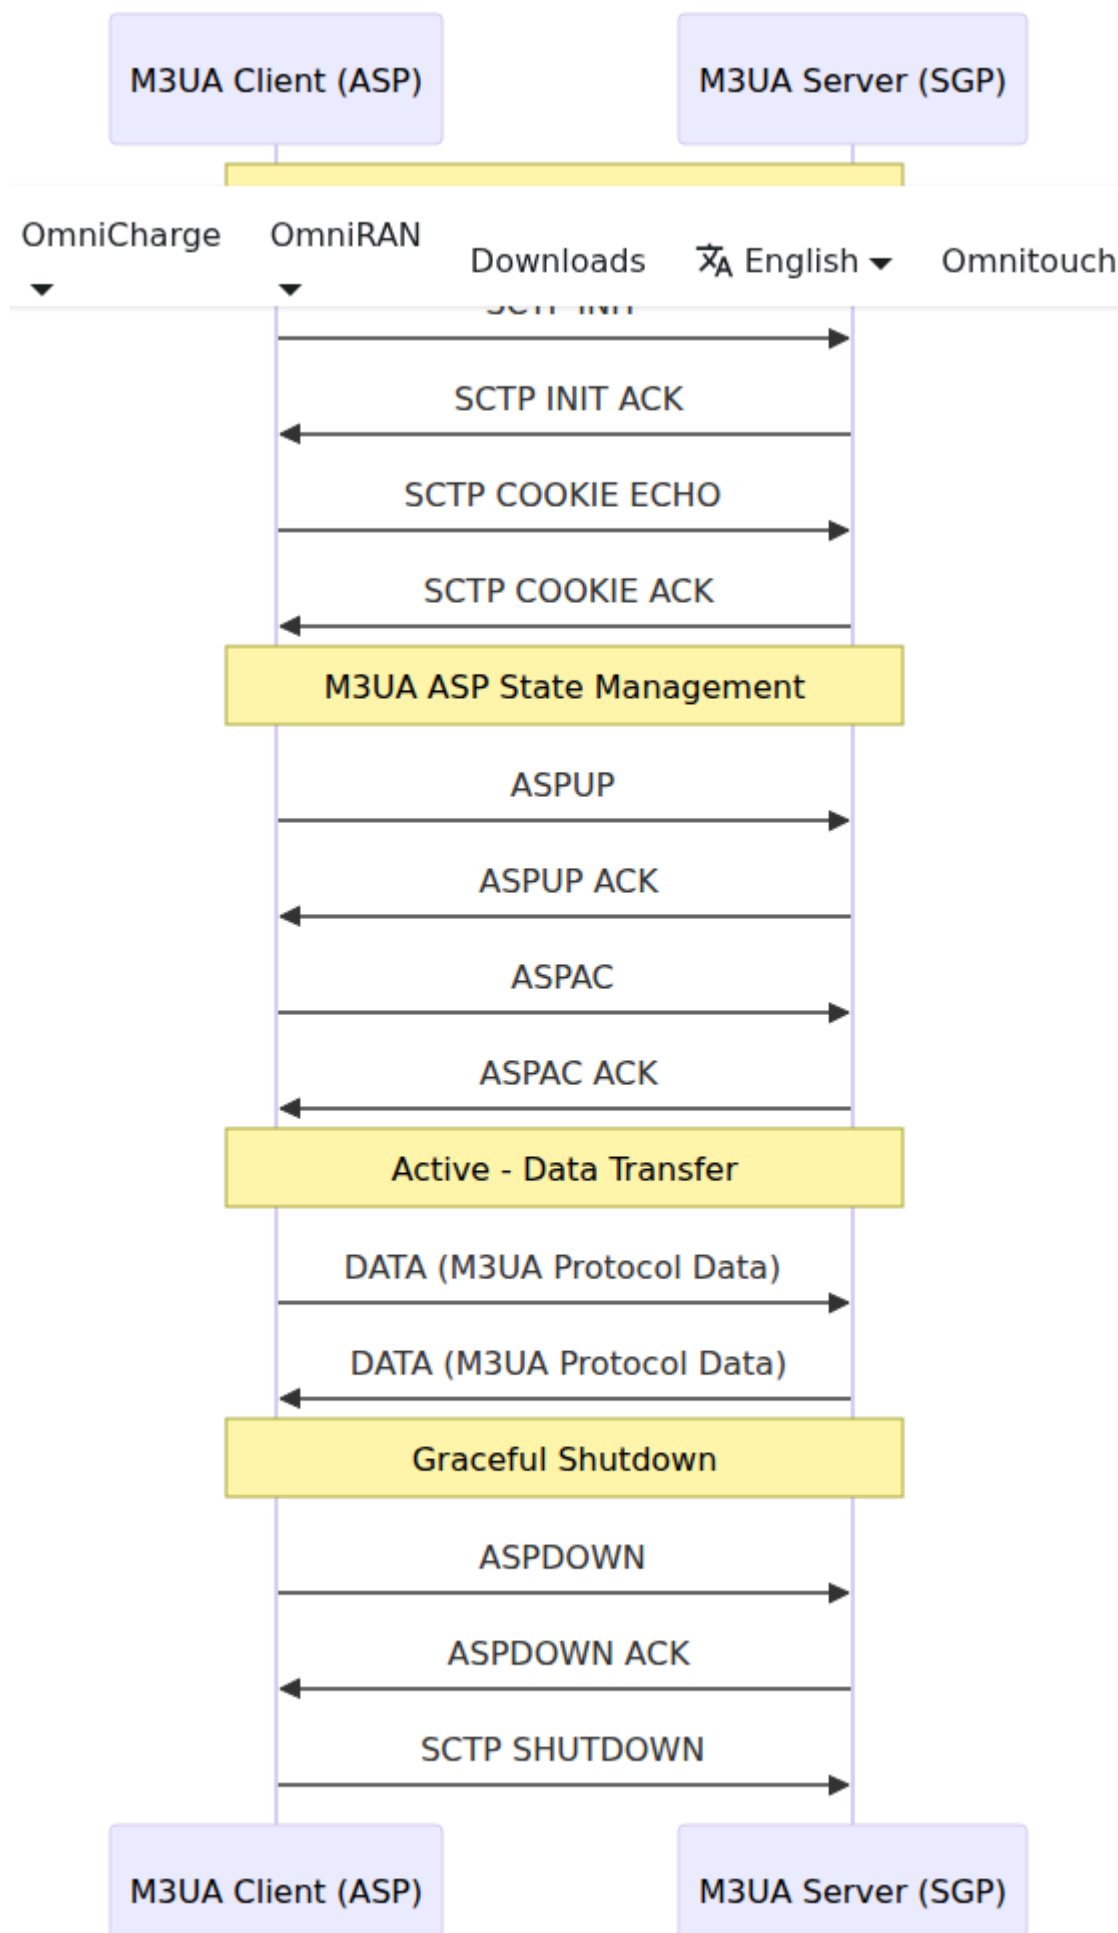 M3UA Client (ASP) M3UA Server (SGP)
OmniCharge OmniRAN Downloads English Omnitouch
SCTP INIT
SCTP INIT ACK
SCTP COOKIE ECHO
SCTP COOKIE ACK
M3UA ASP State Management
ASPUP
ASPUP ACK
ASPAC
ASPAC ACK
Active - Data Transfer
DATA (M3UA Protocol Data)
DATA (M3UA Protocol Data)
Graceful Shutdown
ASPDOWN
ASPDOWN ACK
SCTP SHUTDOWN
M3UA Client (ASP) M3UA Server (SGP)